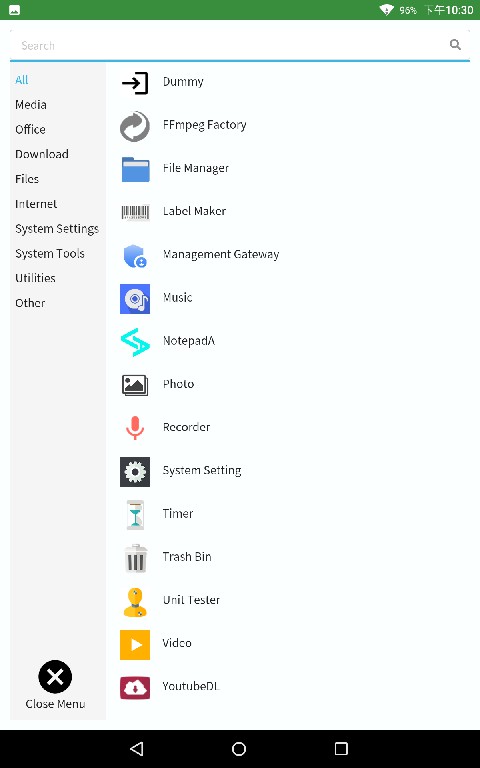 96% 下午10:30
Search
All
Media
Office
Download
Files
Internet
System Settings
System Tools
Utilities
Other
Close Menu
Dummy
FFmpeg Factory
File Manager
Label Maker
Management Gateway
Music
NotepadA
Photo
Recorder
System Setting
Timer
Trash Bin
Unit Tester
Video
YoutubeDL